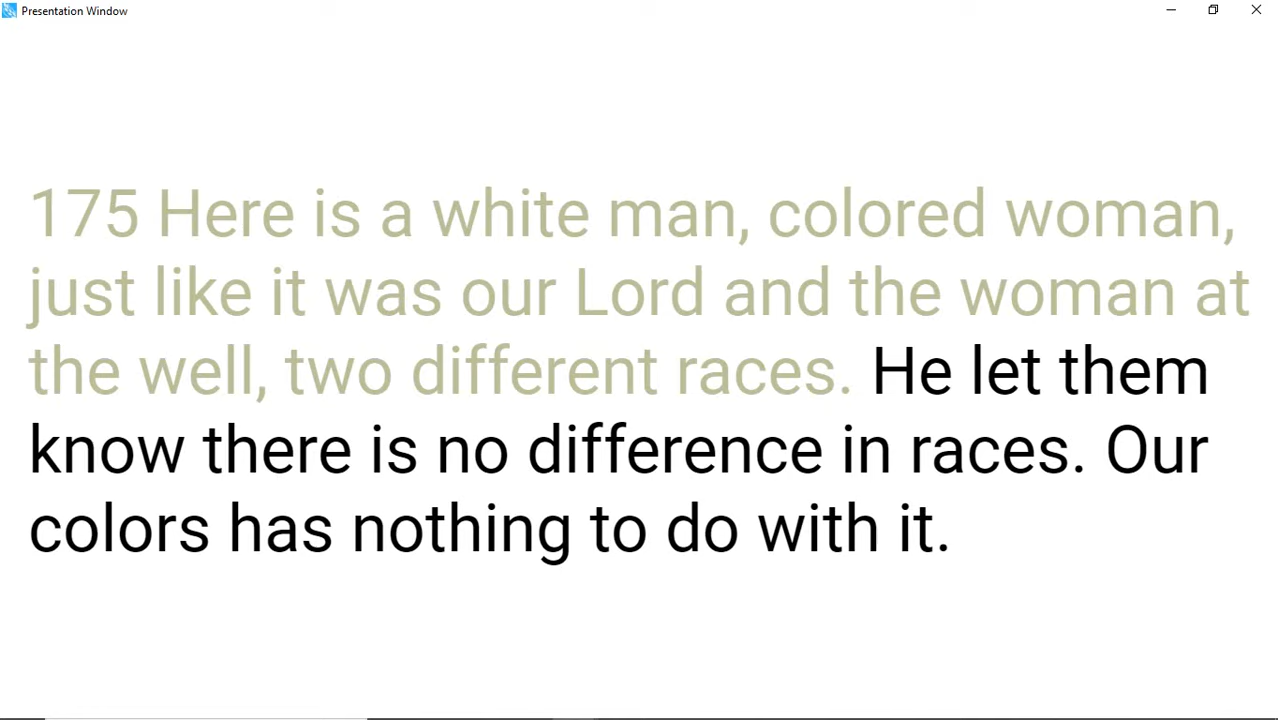 Presentation Window
175 Here is a white man, colored woman,
just like it was our Lord and the woman at
the well, two different races. He let them
know there is no difference in races. Our
colors has nothing to do with it.